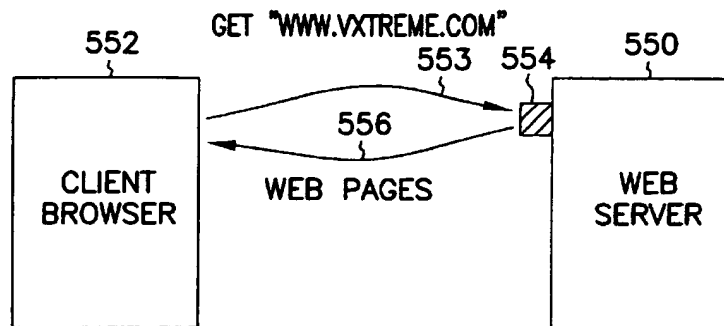 GET "WWW.VXTREME.COM"
552
553
554
550
556
CLIENT
BROWSER
WEB PAGES
WEB
SERVER